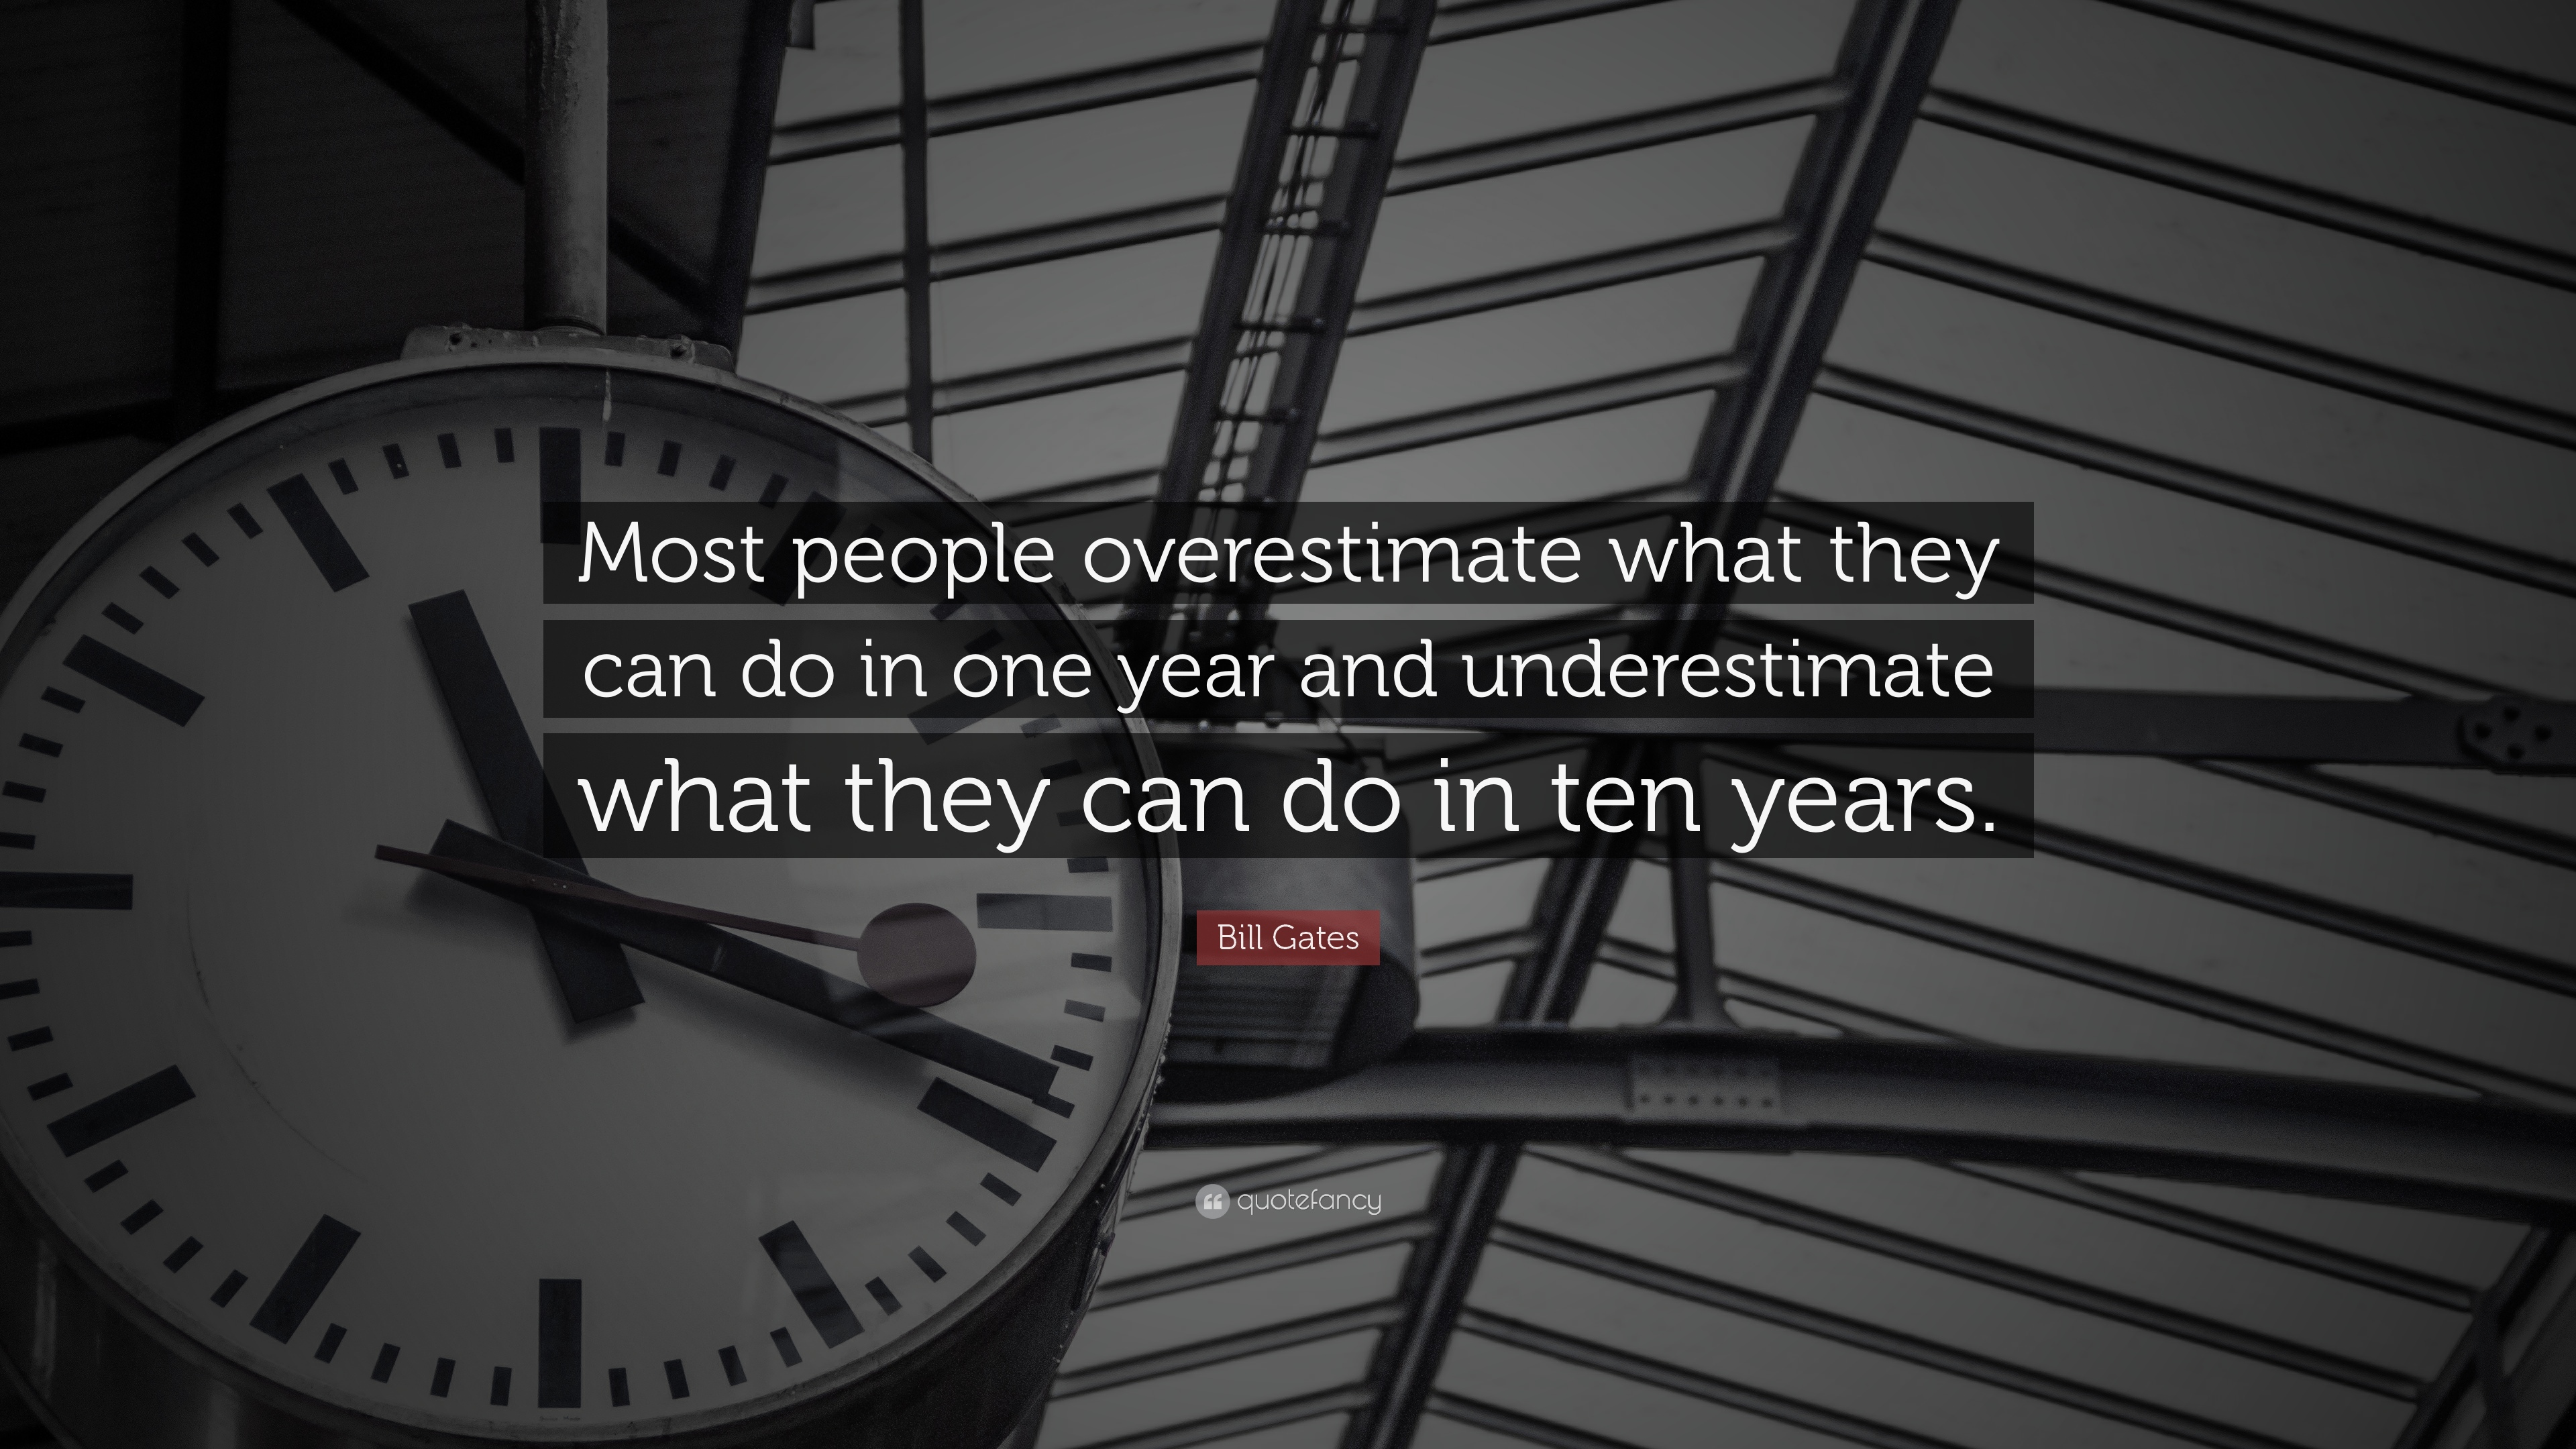 Most people overestimate what they
can do in one year and underestimate
what they can do in ten years.
Bill Gates
quotefancy